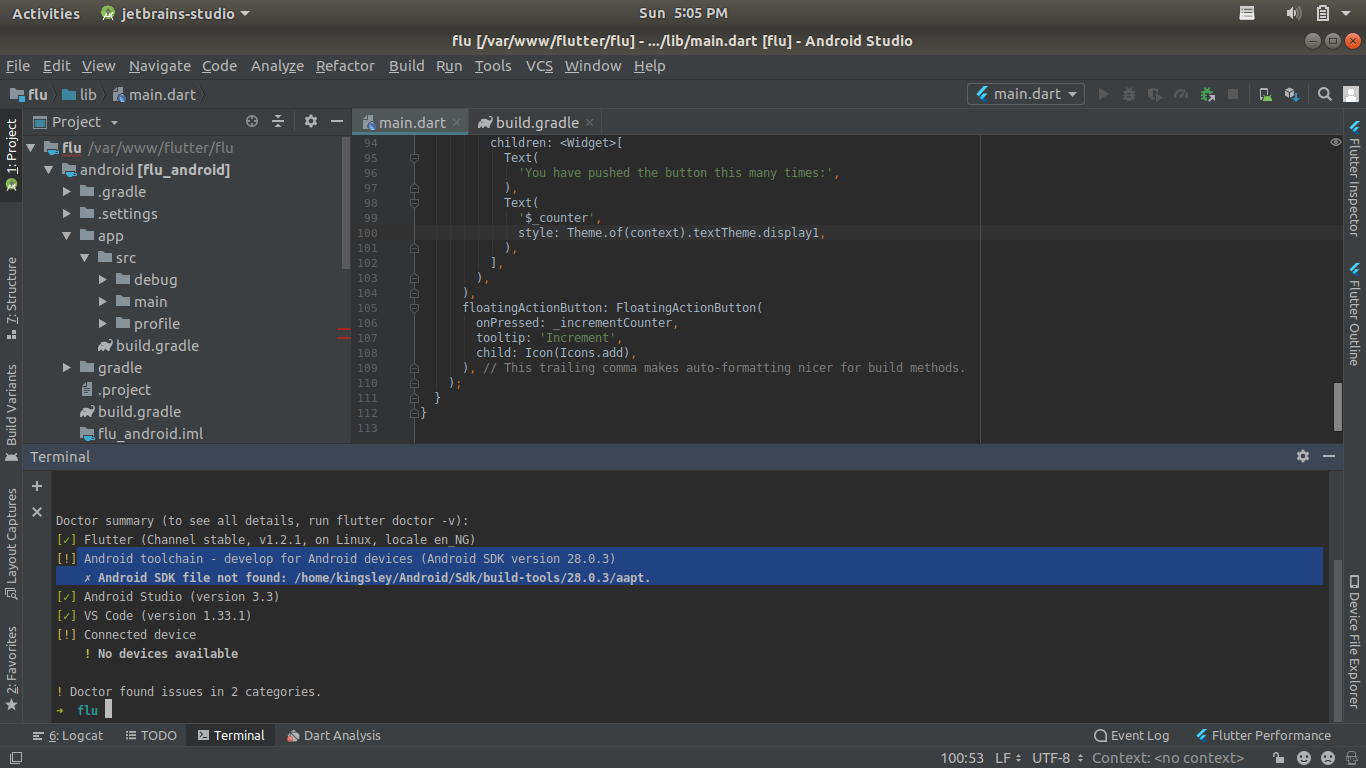 Activities jetbrains-studio Sun 5:05 PM
flu [/var/www/flutter/flu] - .../lib/main.dart [flu] - Android Studio
File Edit View Navigate Code Analyze Refactor Build Run Tools VCS Window Help
flu lib main.dart main.dart
1: Project
7: Structure
Build Variants
Layout Captures
2: Favorites
Project
flu /var/www/flutter/flu
android [flu_android]
.gradle
.settings
app
src
debug
main
profile
build.gradle
gradle
.project
build.gradle
flu_android.iml
main.dart build.gradle
94 children: <Widget>[
95 Text(
96 'You have pushed the button this many times:',
97 ),
98 Text(
99 '$_counter',
100 style: Theme.of(context).textTheme.display1,
101 ),
102 ],
103 ),
104 ),
105 floatingActionButton: FloatingActionButton(
106 onPressed: _incrementCounter,
107 tooltip: 'Increment',
108 child: Icon(Icons.add),
109 ), // This trailing comma makes auto-formatting nicer for build methods.
110 );
111 }
112 }
113
Flutter Inspector
Flutter Outline
Device File Explorer
Terminal
Doctor summary (to see all details, run flutter doctor -v):
[✓] Flutter (Channel stable, v1.2.1, on Linux, locale en_NG)
[!] Android toolchain - develop for Android devices (Android SDK version 28.0.3)
✗ Android SDK file not found: /home/kingsley/Android/Sdk/build-tools/28.0.3/aapt.
[✓] Android Studio (version 3.3)
[✓] VS Code (version 1.33.1)
[!] Connected device
! No devices available
! Doctor found issues in 2 categories.
→ flu
6: Logcat TODO Terminal Dart Analysis Event Log Flutter Performance
100:53 LF UTF-8 Context: <no context>